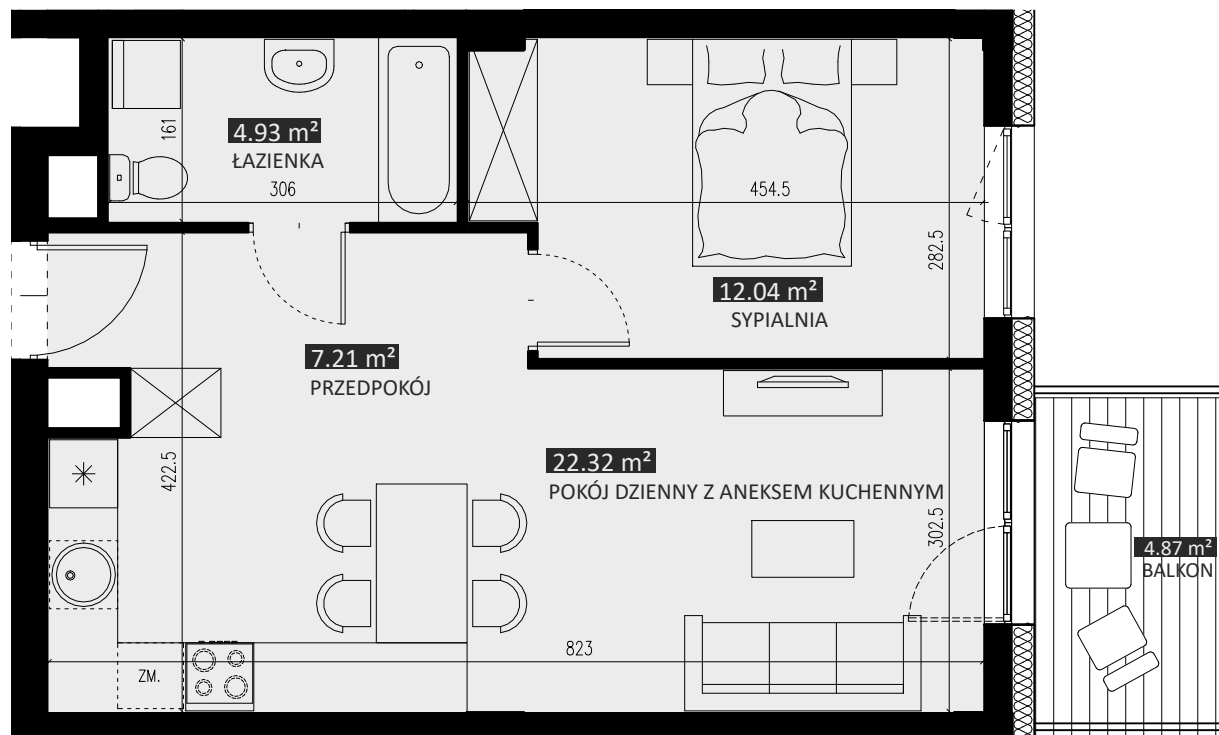 4.93 m²
ŁAZIENKA
161
306
454.5
282.5
12.04 m²
SYPIALNIA
7.21 m²
PRZEDPOKÓJ
422.5
22.32 m²
POKÓJ DZIENNY Z ANEKSEM KUCHENNYM
302.5
4.87 m²
BALKON
823
ZM.